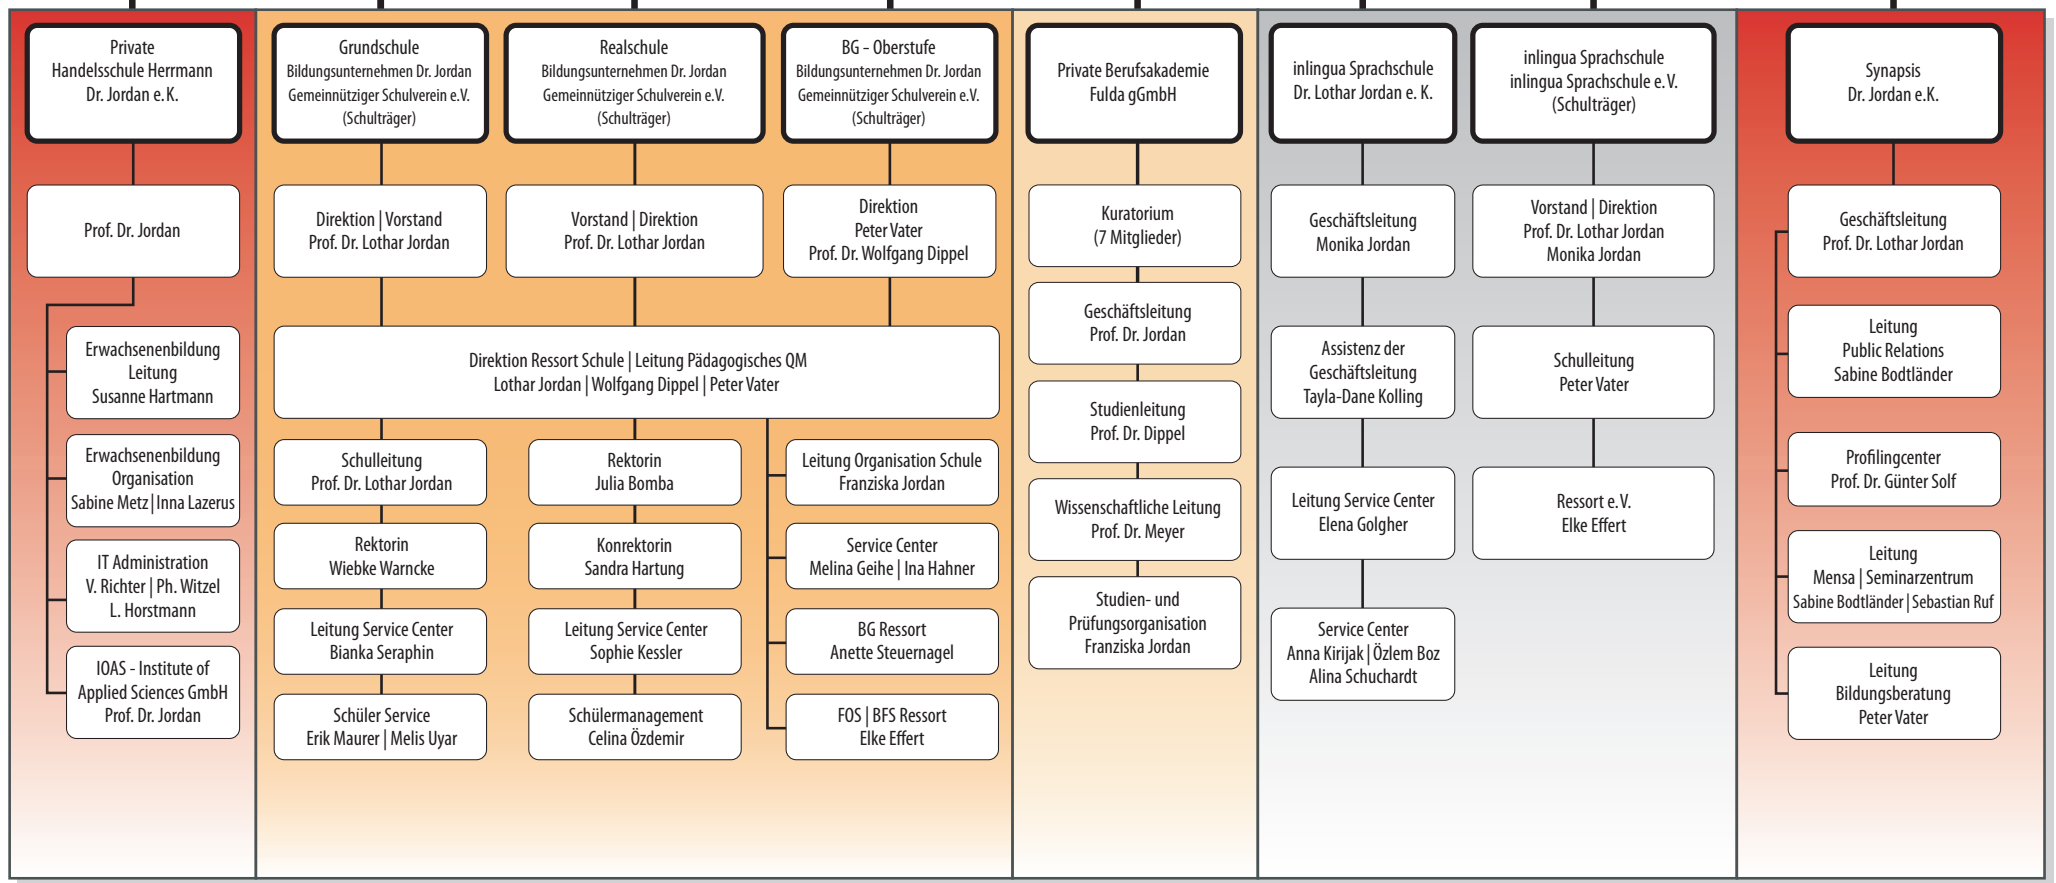 Private
Handelsschule Herrmann
Dr. Jordan e.K.
Prof. Dr. Jordan
Erwachsenenbildung
Leitung
Susanne Hartmann
Erwachsenenbildung
Organisation
Sabine Metz | Inna Lazerus
IT Administration
V. Richter | Ph. Witzel
L. Horstmann
IOAS - Institute of
Applied Sciences GmbH
Prof. Dr. Jordan
Grundschule
Bildungsunternehmen Dr. Jordan
Gemeinnütziger Schulverein e.V.
(Schulträger)
Direktion | Vorstand
Prof. Dr. Lothar Jordan
Realschule
Bildungsunternehmen Dr. Jordan
Gemeinnütziger Schulverein e.V.
(Schulträger)
Vorstand | Direktion
Prof. Dr. Lothar Jordan
BG – Oberstufe
Bildungsunternehmen Dr. Jordan
Gemeinnütziger Schulverein e.V.
(Schulträger)
Direktion
Peter Vater
Prof. Dr. Wolfgang Dippel
Direktion Ressort Schule | Leitung Pädagogisches QM
Lothar Jordan | Wolfgang Dippel | Peter Vater
Schulleitung
Prof. Dr. Lothar Jordan
Rektorin
Wiebke Warncke
Leitung Service Center
Bianka Seraphin
Schüler Service
Erik Maurer | Melis Uyar
Rektorin
Julia Bomba
Konrektorin
Sandra Hartung
Leitung Service Center
Sophie Kessler
Schülermanagement
Celina Özdemir
Leitung Organisation Schule
Franziska Jordan
Service Center
Melina Geihe | Ina Hahner
BG Ressort
Anette Steuernagel
FOS | BFS Ressort
Elke Effert
Private Berufsakademie
Fulda gGmbH
Kuratorium
(7 Mitglieder)
Geschäftsleitung
Prof. Dr. Jordan
Studienleitung
Prof. Dr. Dippel
Wissenschaftliche Leitung
Prof. Dr. Meyer
Studien- und
Prüfungsorganisation
Franziska Jordan
inlingua Sprachschule
Dr. Lothar Jordan e. K.
Geschäftsleitung
Monika Jordan
Assistenz der
Geschäftsleitung
Tayla-Dane Kolling
Leitung Service Center
Elena Golgher
Service Center
Anna Kirijak | Özlem Boz
Alina Schuchardt
inlingua Sprachschule
inlingua Sprachschule e. V.
(Schulträger)
Vorstand | Direktion
Prof. Dr. Lothar Jordan
Monika Jordan
Schulleitung
Peter Vater
Ressort e.V.
Elke Effert
Synapsis
Dr. Jordan e.K.
Geschäftsleitung
Prof. Dr. Lothar Jordan
Leitung
Public Relations
Sabine Bodtländer
Profilingcenter
Prof. Dr. Günter Solf
Leitung
Mensa | Seminarzentrum
Sabine Bodtländer | Sebastian Ruf
Leitung
Bildungsberatung
Peter Vater